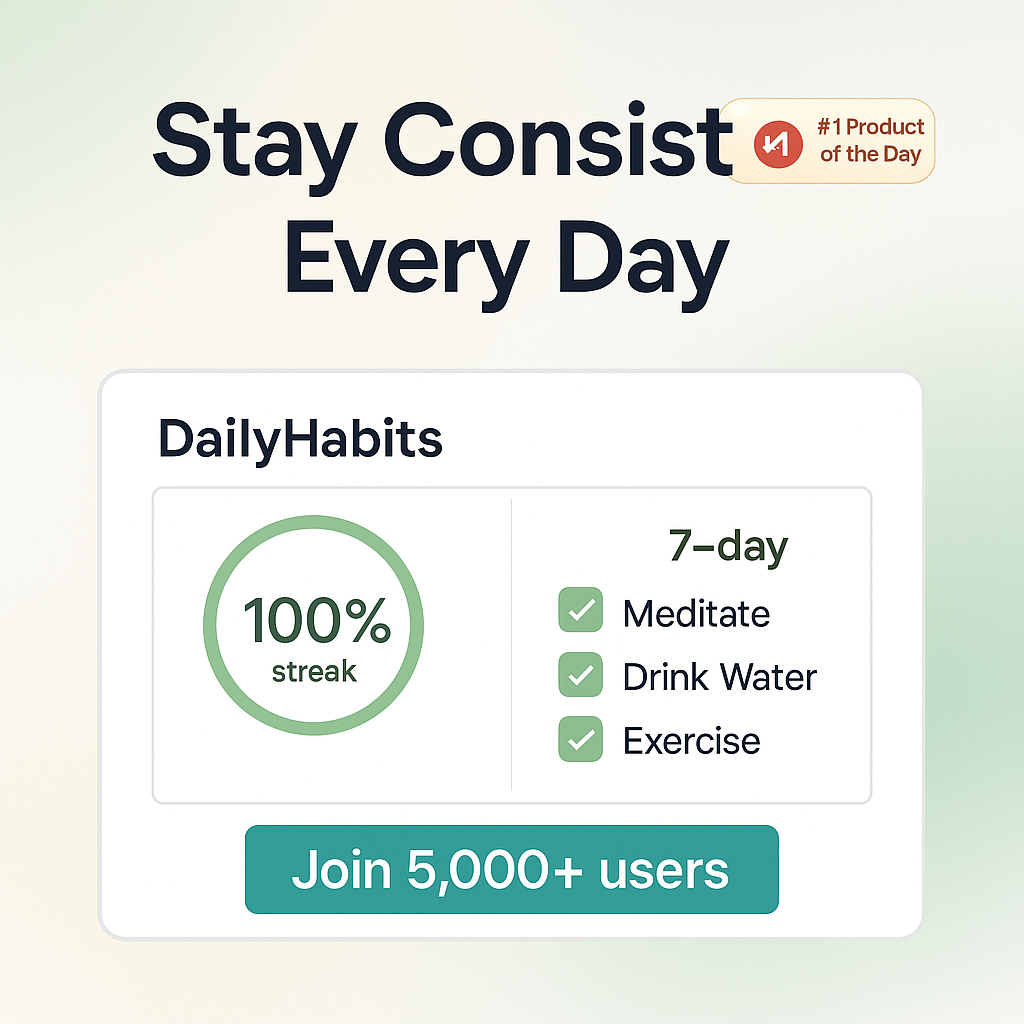 Stay Consist
#1 Product
of the Day
Every Day
DailyHabits
100%
streak
7–day
Meditate
Drink Water
Exercise
Join 5,000+ users